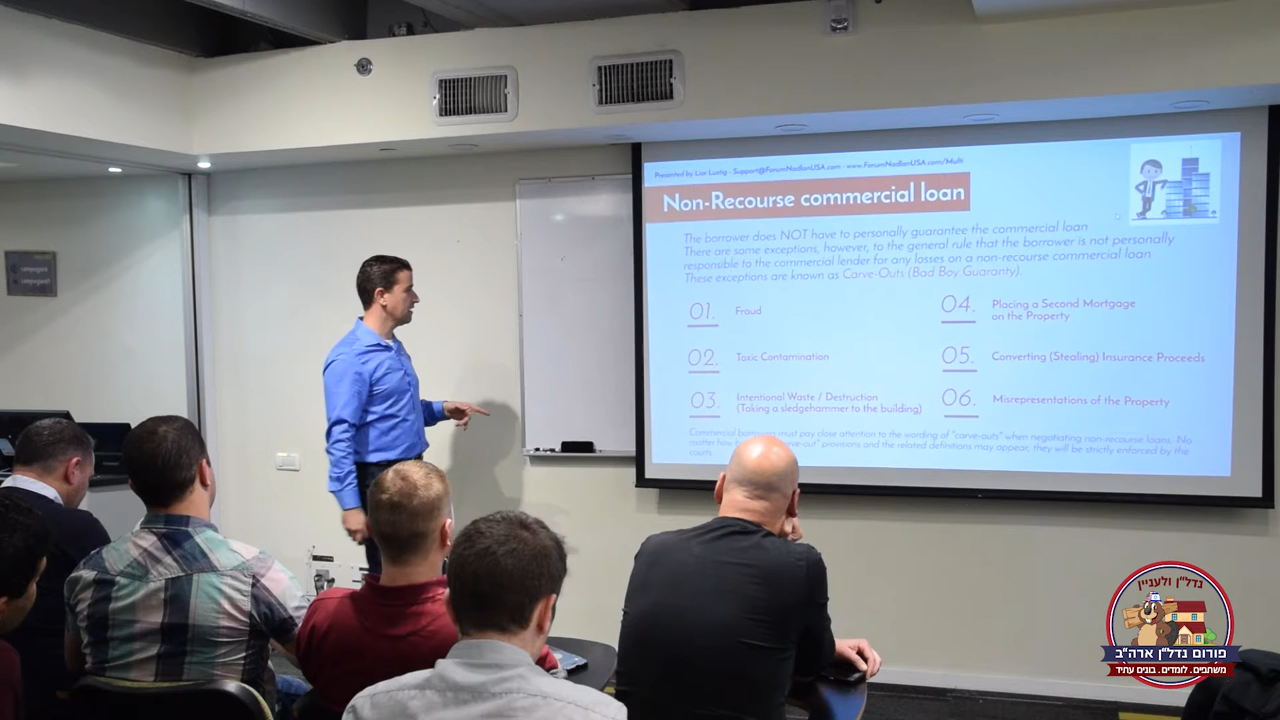 Presented by Lior Lustig - Support@ForumNadlanUSA.com - www.ForumNadlanUSA.com/Multi
Non-Recourse commercial loan
The borrower does NOT have to personally guarantee the commercial loan
There are some exceptions, however, to the general rule that the borrower is not personally
responsible to the commercial lender for any losses on a non-recourse commercial loan
These exceptions are known as Carve-Outs (Bad Boy Guaranty).
01. Fraud
02. Toxic Contamination
03. Intentional Waste / Destruction
(Taking a sledgehammer to the building)
04. Placing a Second Mortgage
on the Property
05. Converting (Stealing) Insurance Proceeds
06. Misrepresentations of the Property
Commercial borrowers must pay close attention to the wording of "carve-outs" when negotiating non-recourse loans. No
matter how "carve-out" provisions and the related definitions may appear, they will be strictly enforced by the
courts.
נדל"ן ולעניין
פורום נדל"ן ארה"ב
משתפים. לומדים. בונים עתיד